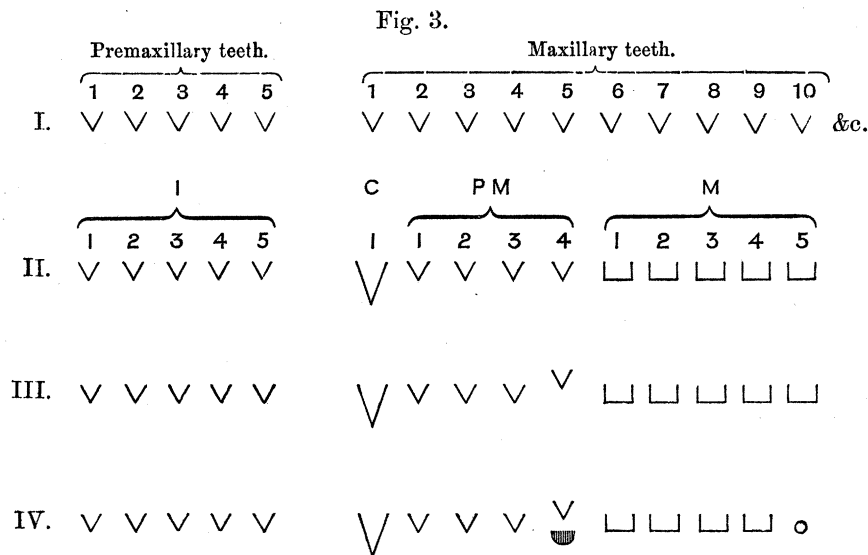 Fig. 3.
Premaxillary teeth. Maxillary teeth.
1 2 3 4 5 1 2 3 4 5 6 7 8 9 10
I. &c.
I C PM M
1 2 3 4 5 1 1 2 3 4 1 2 3 4 5
II.
III.
IV.